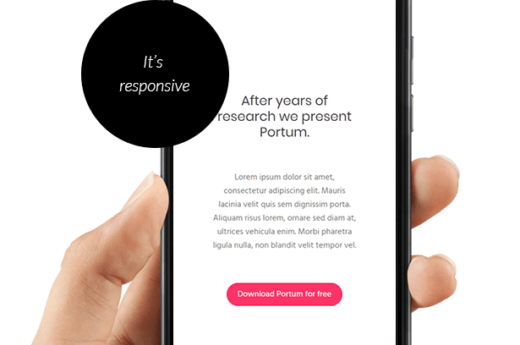 It's
responsive
After years of
research we present
Portum.
Lorem ipsum dolor sit amet,
consectetur adipiscing elit. Mauris
lacinia velit quis sem dignissim porta.
Aliquam risus lorem, ornare sed diam at,
ultrices vehicula enim. Morbi pharetra
ligula nulla, non blandit velit tempor vel.
Download Portum for free